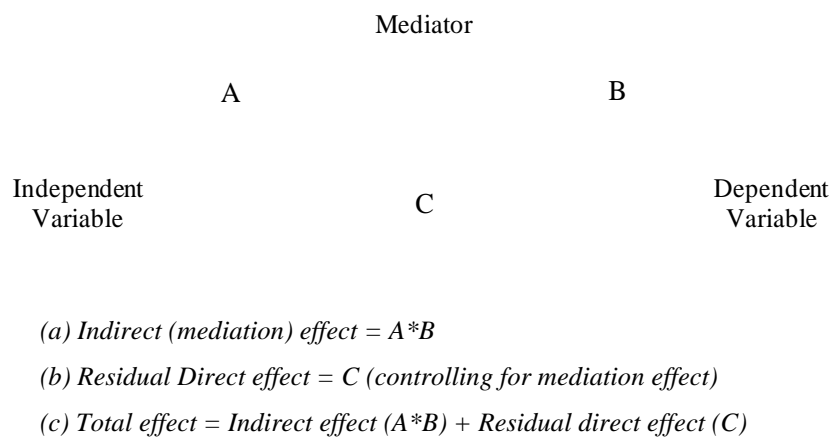 Mediator
A B
Independent
Variable
C
Dependent
Variable
(a) Indirect (mediation) effect = A*B
(b) Residual Direct effect = C (controlling for mediation effect)
(c) Total effect = Indirect effect (A*B) + Residual direct effect (C)